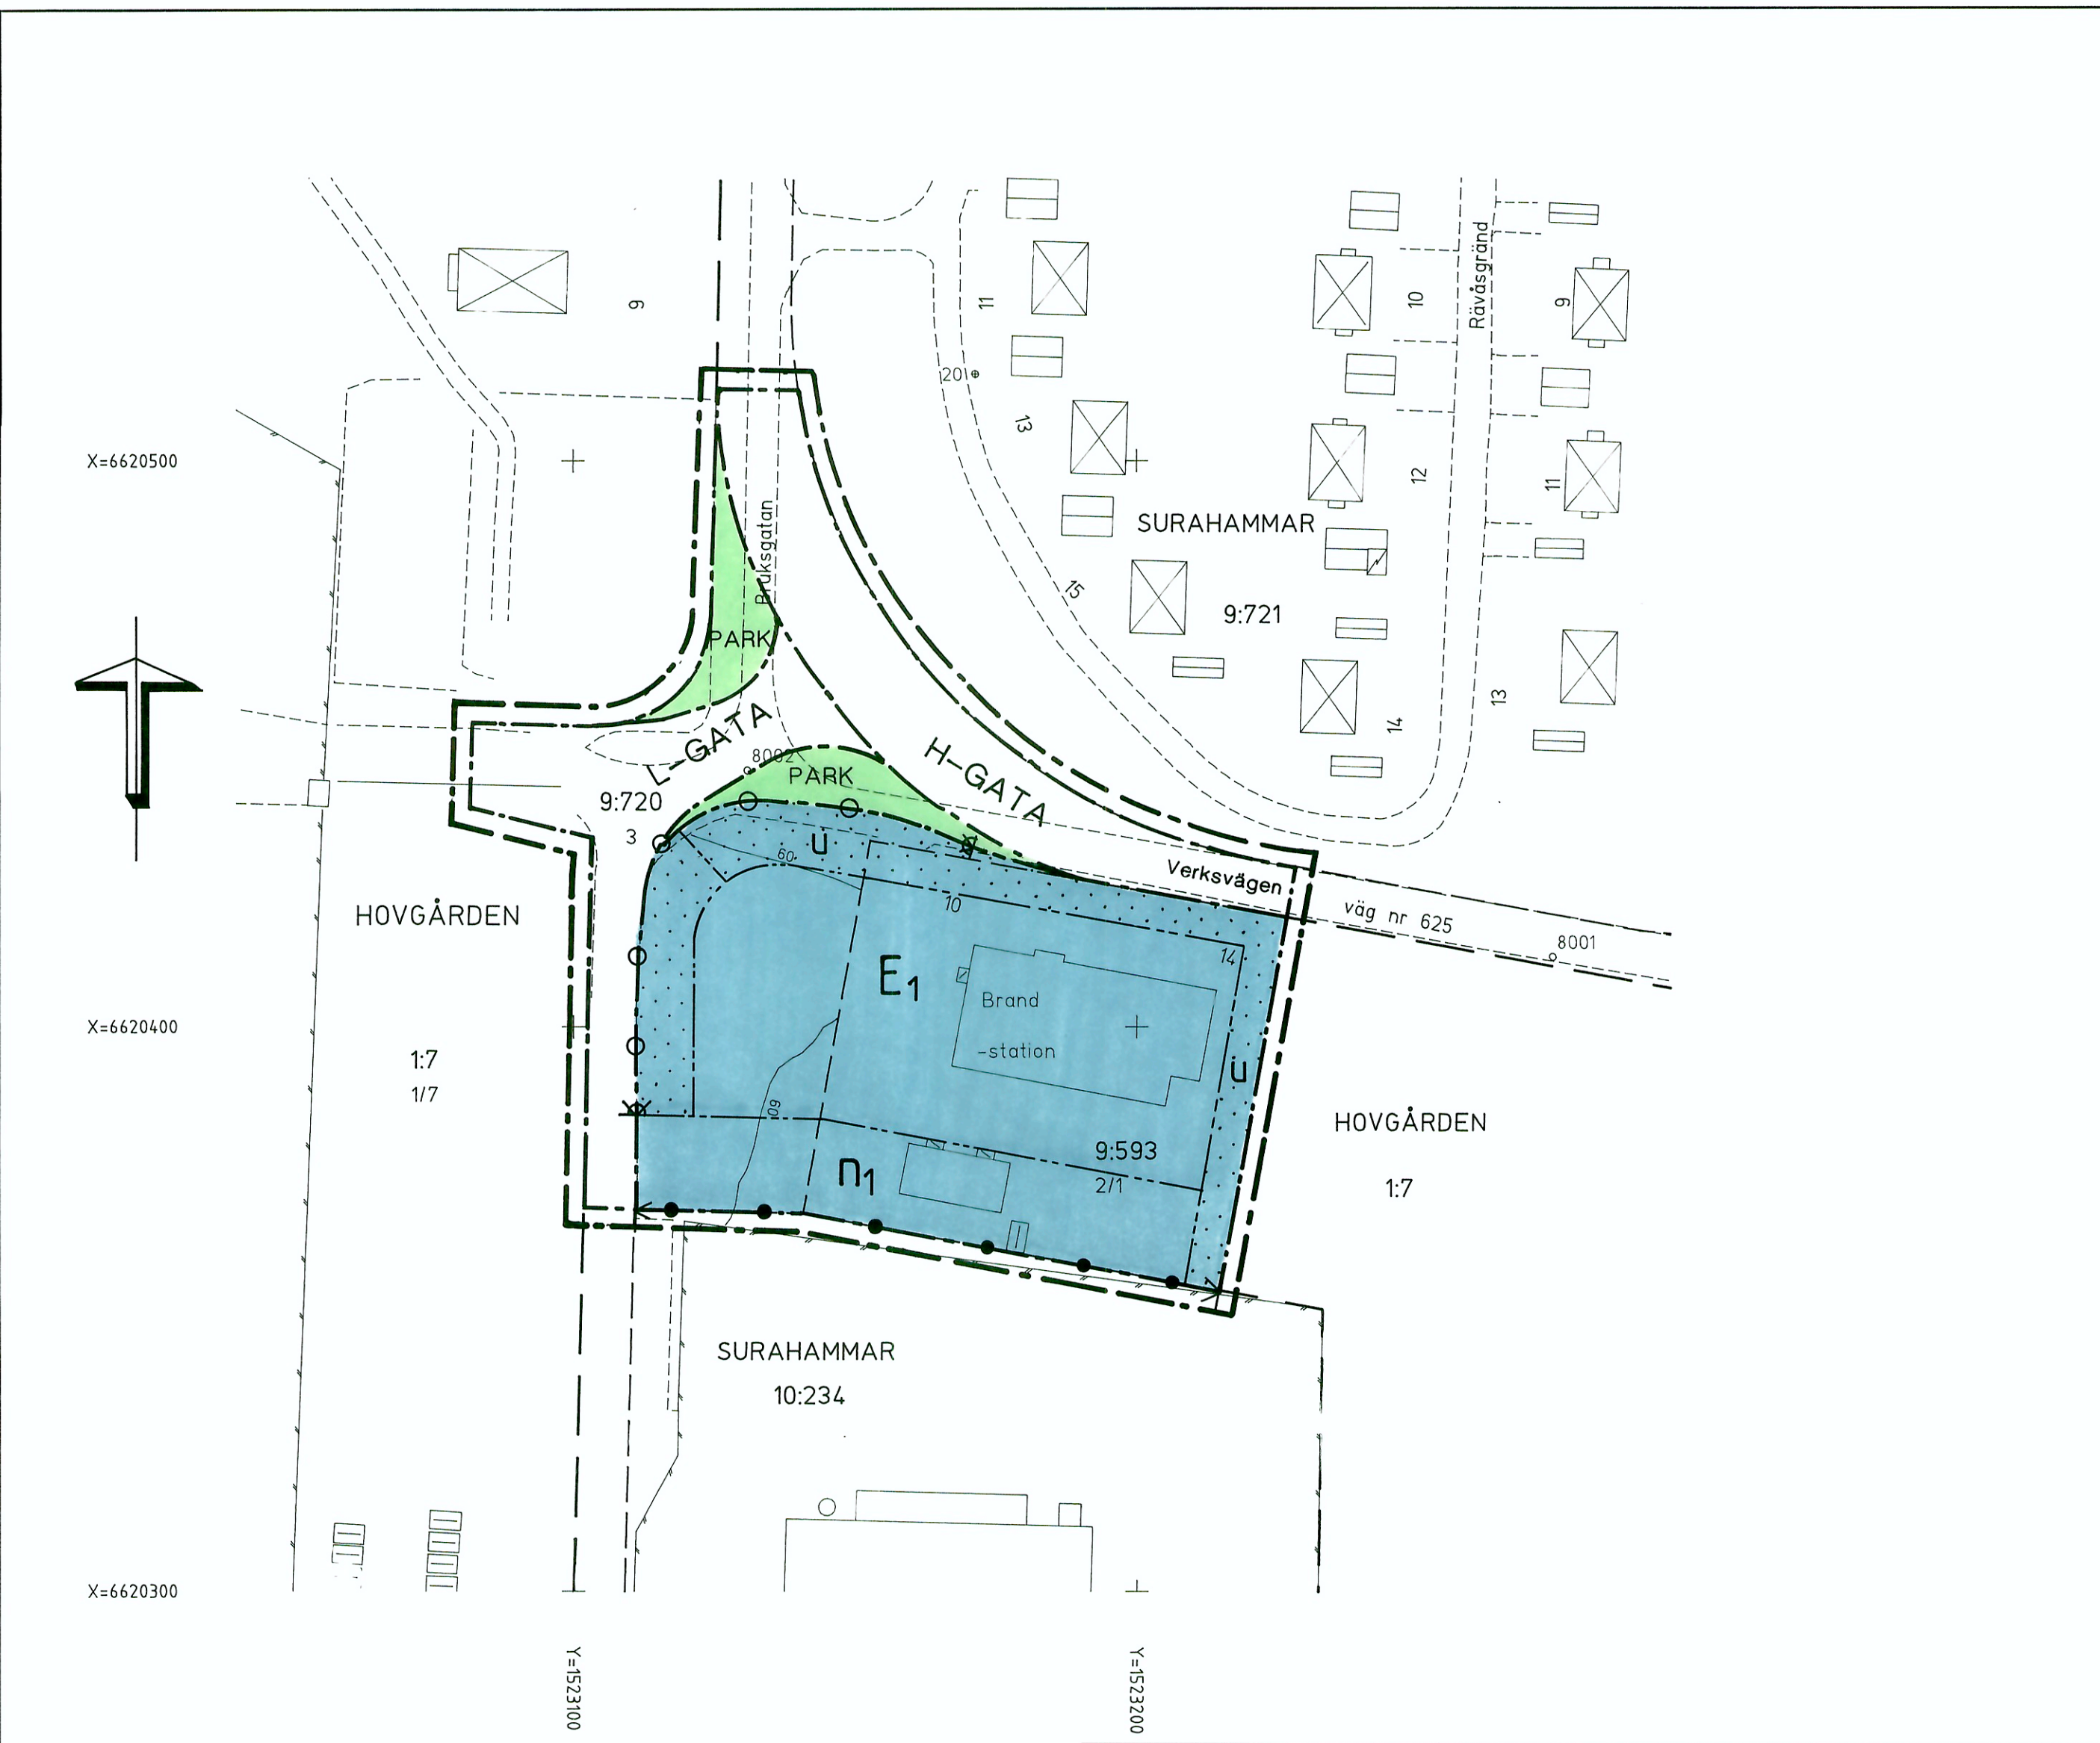 Rävåsgränd
9
11
10
9
20
13
X=6620500
12
11
Bruksgatan
SURAHAMMAR
15
9:721
PARK
13
14
L-GATA
H-GATA
8002
PARK
9:720
3
u
60
Verksvägen
10
HOVGÅRDEN
väg nr 625
8001
14
E1
Brand
-station
X=6620400
1:7
1/7
u
60
HOVGÅRDEN
9:593
n1
2/1
1:7
SURAHAMMAR
10:234
X=6620300
Y=1523100
Y=1523200